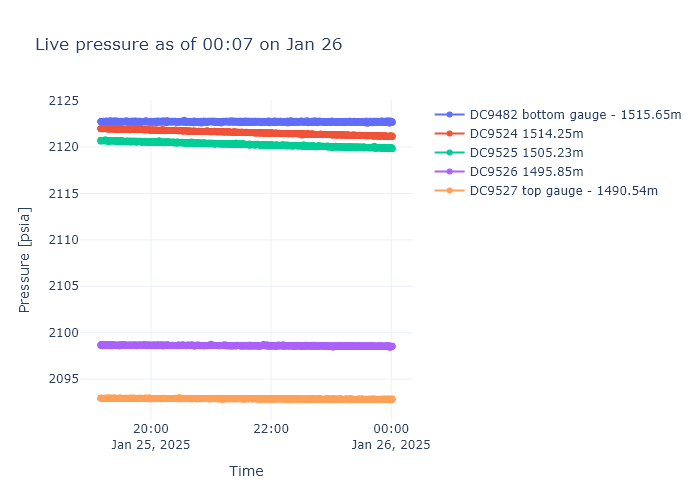 Live pressure as of 00:07 on Jan 26
DC9482 bottom gauge - 1515.65m
DC9524 1514.25m
DC9525 1505.23m
DC9526 1495.85m
DC9527 top gauge - 1490.54m
Pressure [psia]
2125
2120
2115
2110
2105
2100
2095
20:00
Jan 25, 2025
22:00
00:00
Jan 26, 2025
Time